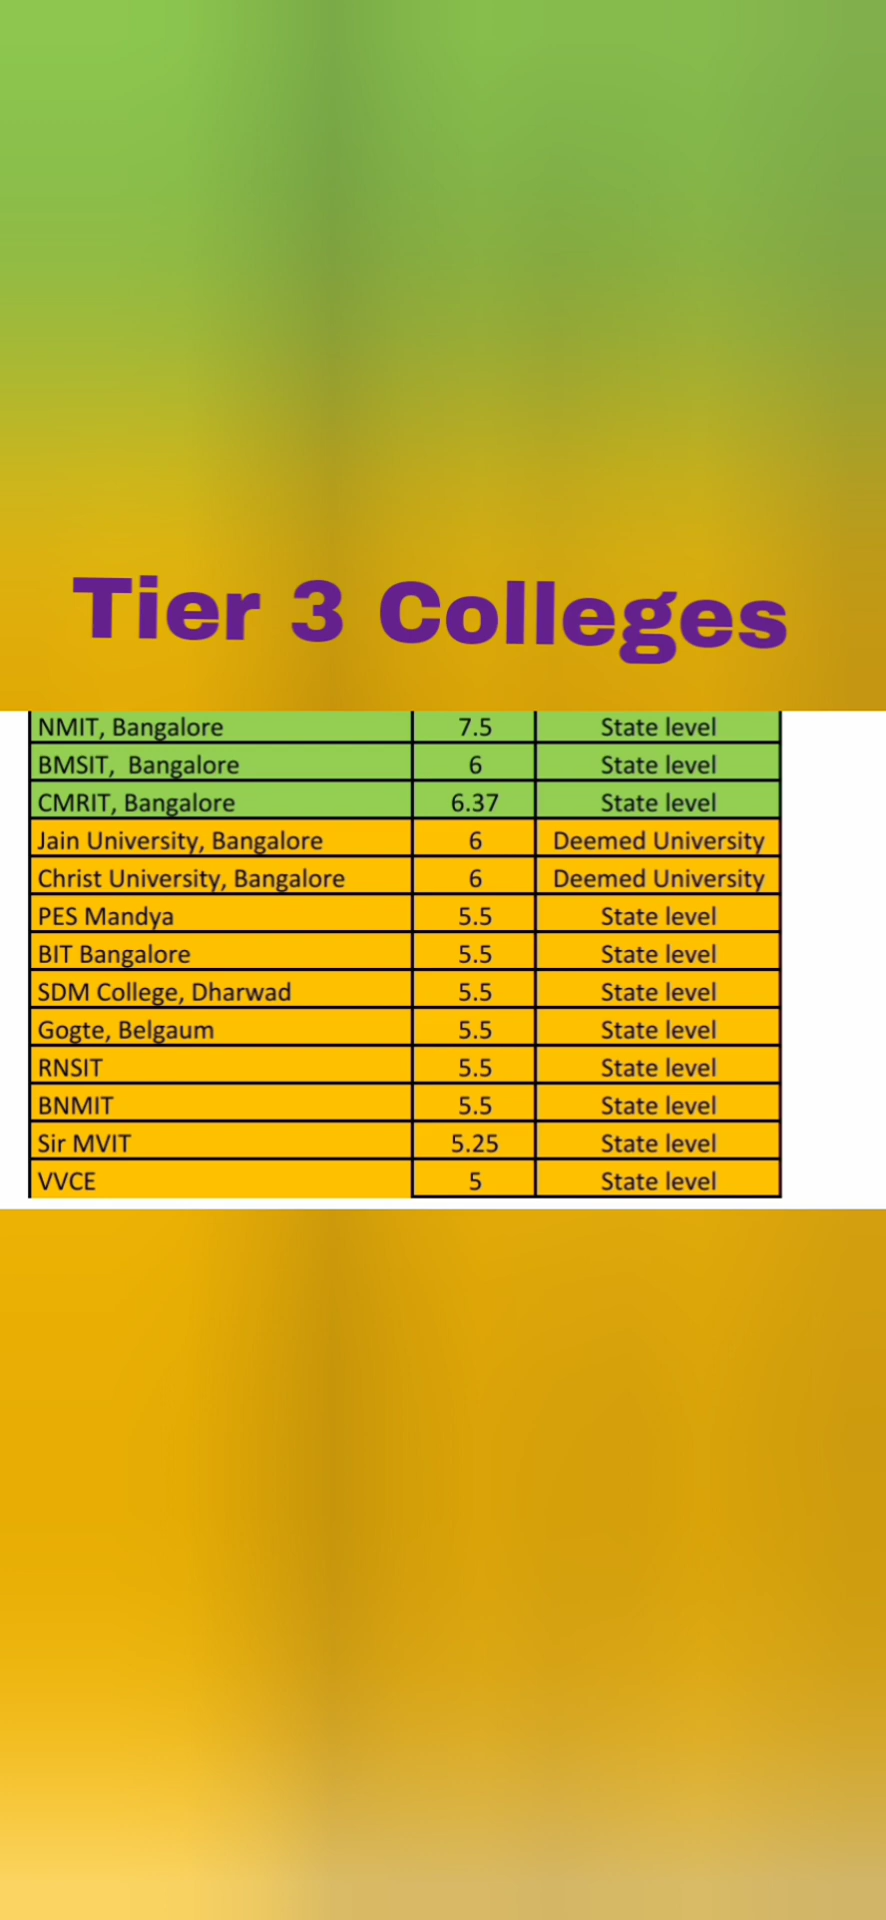 Tier 3 Colleges
NMIT, Bangalore 7.5 State level
BMSIT, Bangalore 6 State level
CMRIT, Bangalore 6.37 State level
Jain University, Bangalore 6 Deemed University
Christ University, Bangalore 6 Deemed University
PES Mandya 5.5 State level
BIT Bangalore 5.5 State level
SDM College, Dharwad 5.5 State level
Gogte, Belgaum 5.5 State level
RNSIT 5.5 State level
BNMIT 5.5 State level
Sir MVIT 5.25 State level
VVCE 5 State level